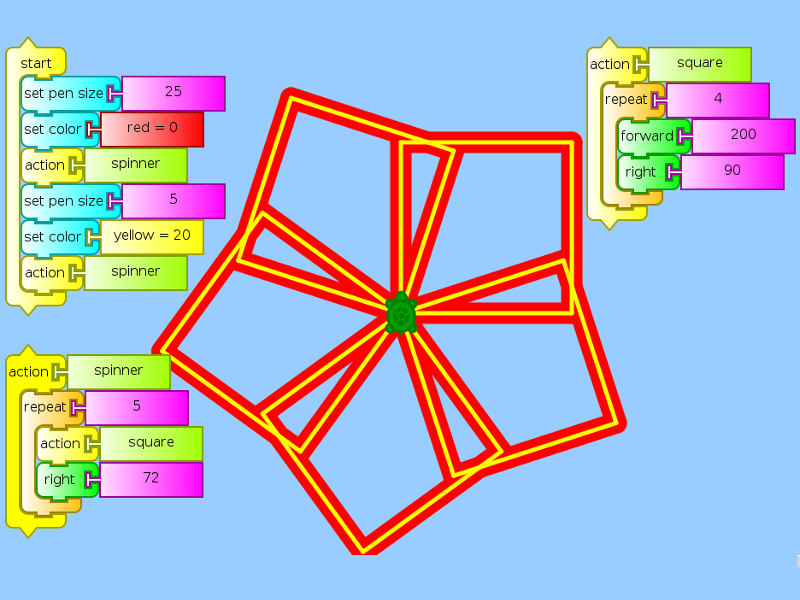 start
set pen size 25
set color red = 0
action spinner
set pen size 5
set color yellow = 20
action spinner
action spinner
repeat 5
action square
right 72
action square
repeat 4
forward 200
right 90